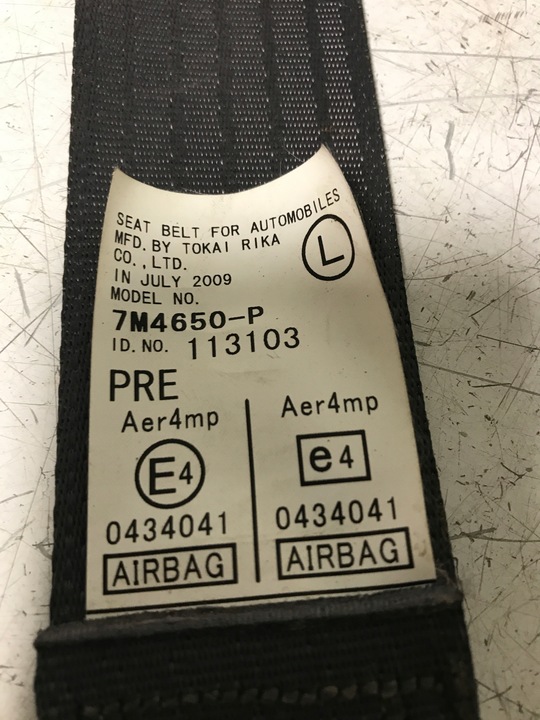 SEAT BELT FOR AUTOMOBILES
MFD. BY TOKAI RIKA
CO., LTD.
IN JULY 2009
L
MODEL NO.
7M4650-P
ID. NO. 113103
PRE
Aer4mp
E4
0434041
AIRBAG
Aer4mp
e4
0434041
AIRBAG